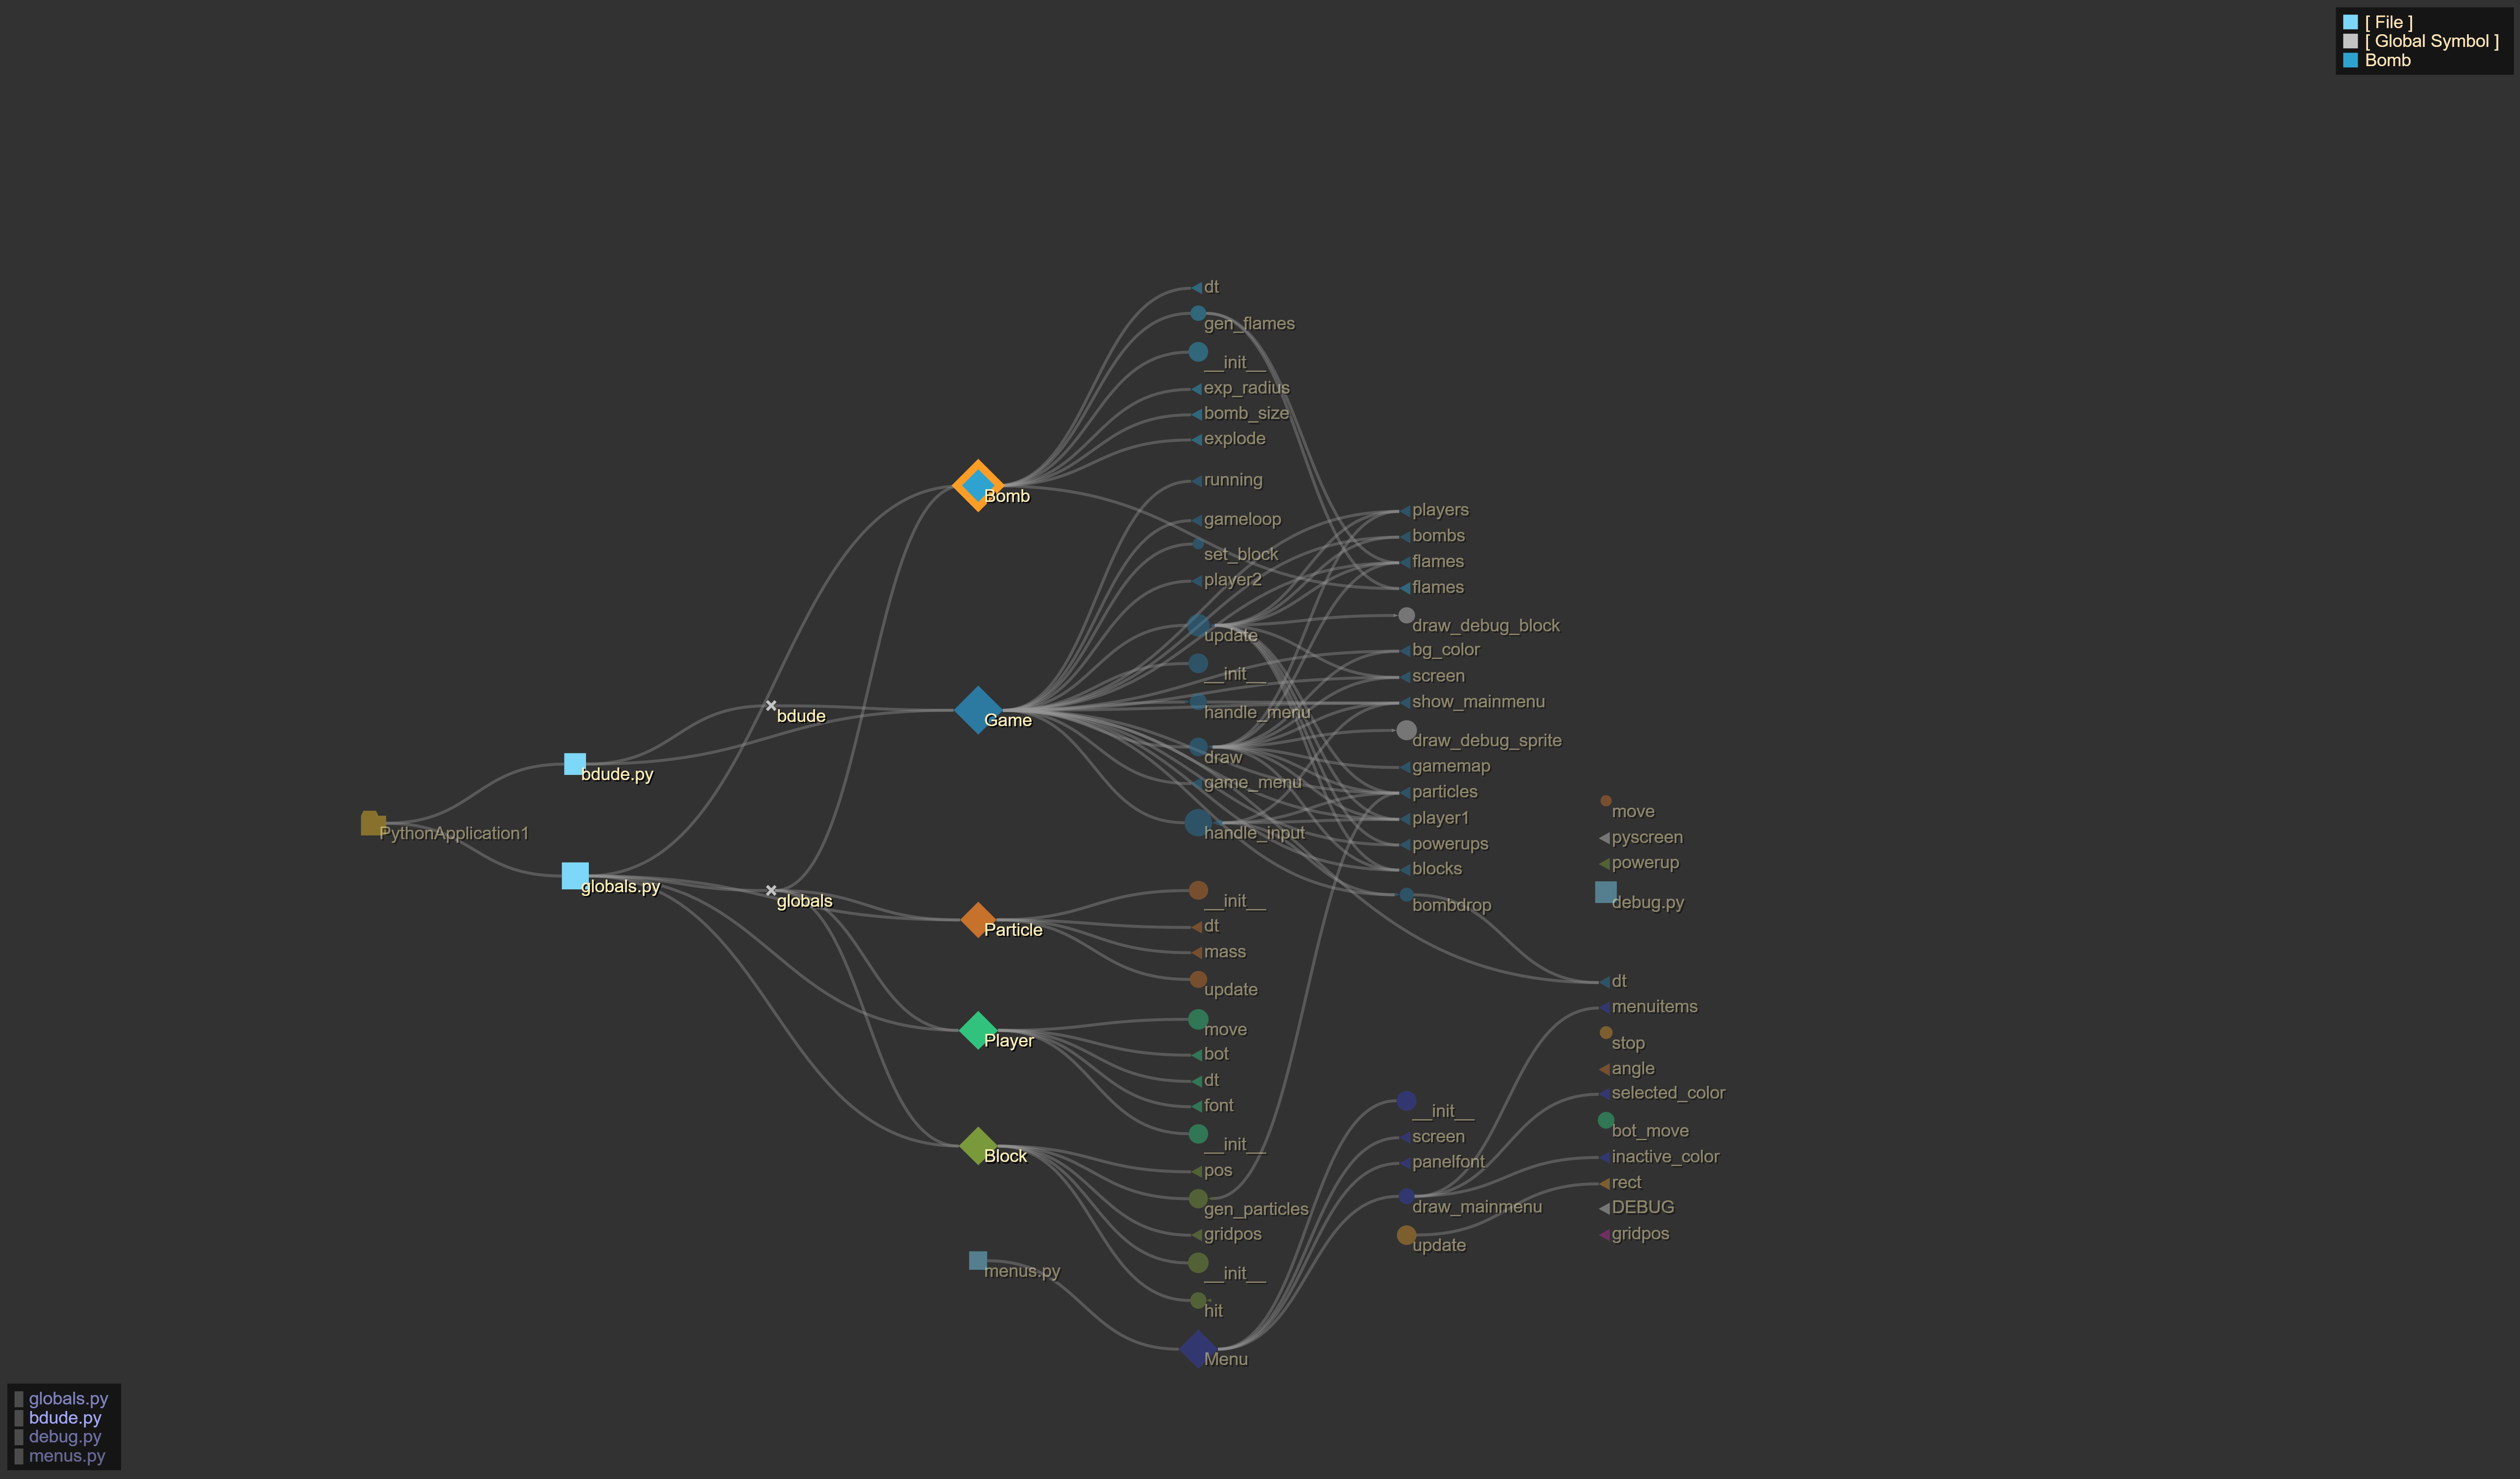 [ File ]
[ Global Symbol ]
Bomb
PythonApplication1
bdude.py
globals.py
bdude
globals
Bomb
Game
Particle
Player
Block
menus.py
dt
gen_flames
__init__
exp_radius
bomb_size
explode
running
gameloop
set_block
player2
update
__init__
handle_menu
draw
game_menu
handle_input
__init__
dt
mass
update
move
bot
dt
font
__init__
pos
gen_particles
gridpos
__init__
hit
Menu
players
bombs
flames
flames
draw_debug_block
bg_color
screen
show_mainmenu
draw_debug_sprite
gamemap
particles
player1
powerups
blocks
bombdrop
__init__
screen
panelfont
draw_mainmenu
update
move
pyscreen
powerup
debug.py
dt
menuitems
stop
angle
selected_color
bot_move
inactive_color
rect
DEBUG
gridpos
globals.py
bdude.py
debug.py
menus.py